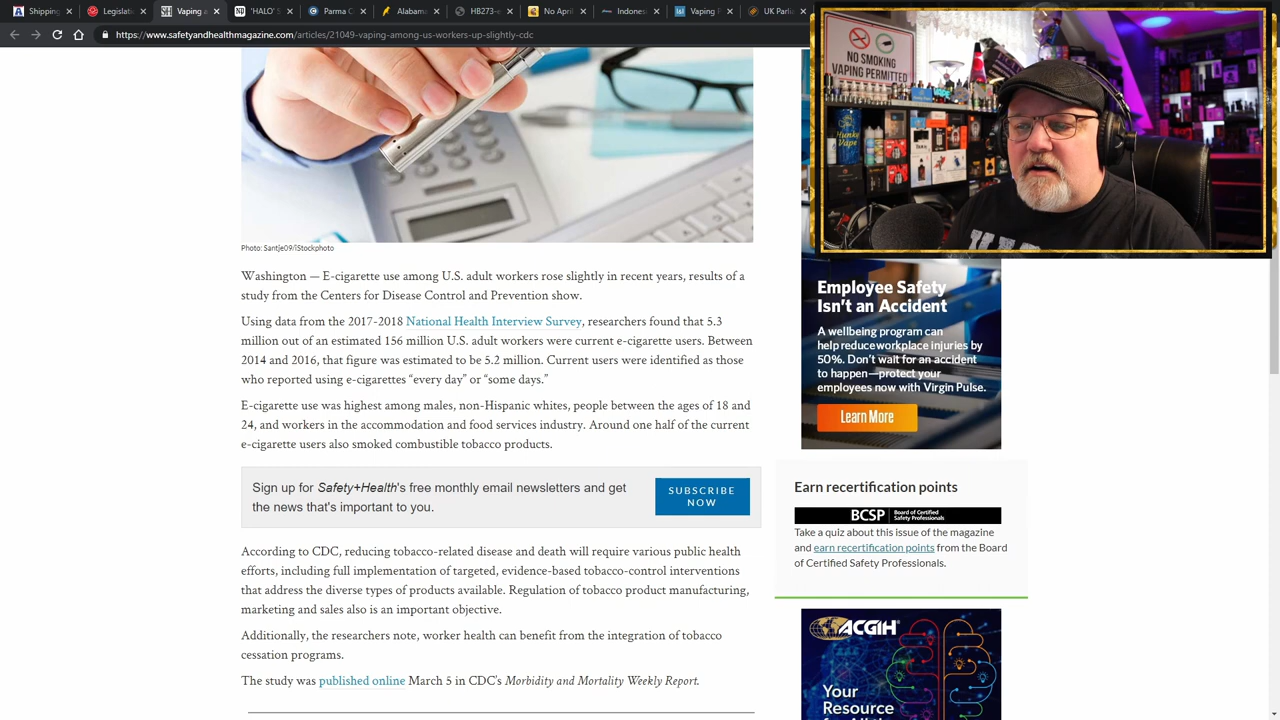 Shipping
Legisl
Vaping a
'HALO' S
Parma
Alabam
HB273
No Add
Indoor
Vaping l
UK Parlia
-among-us-workers-up-slightly-cdc
NO SMOKING
VAPING PERMITTED
Hunky
Vape
Photo: Santje09/iStockphoto
Washington — E-cigarette use among U.S. adult workers rose slightly in recent years, results of a
study from the Centers for Disease Control and Prevention show.
Using data from the 2017-2018 National Health Interview Survey, researchers found that 5.3
million out of an estimated 156 million U.S. adult workers were current e-cigarette users. Between
2014 and 2016, that figure was estimated to be 5.2 million. Current users were identified as those
who reported using e-cigarettes “every day” or “some days.”
E-cigarette use was highest among males, non-Hispanic whites, people between the ages of 18 and
24, and workers in the accommodation and food services industry. Around one half of the current
e-cigarette users also smoked combustible tobacco products.
Sign up for Safety+Health's free monthly email newsletters and get
the news that's important to you.
SUBSCRIBE
NOW
According to CDC, reducing tobacco-related disease and death will require various public health
efforts, including full implementation of targeted, evidence-based tobacco-control interventions
that address the diverse types of products available. Regulation of tobacco product manufacturing,
marketing and sales also is an important objective.
Additionally, the researchers note, worker health can benefit from the integration of tobacco
cessation programs.
The study was published online March 5 in CDC's Morbidity and Mortality Weekly Report.
Employee Safety
Isn't an Accident
A wellbeing program can
help reduce workplace injuries by
50%. Don't wait for an accident
to happen—protect your
employees now with Virgin Pulse.
Learn More
Earn recertification points
BCSP Board of Certified
Safety Professionals
Take a quiz about this issue of the magazine
and earn recertification points from the Board
of Certified Safety Professionals.
ACGIH®
Your
Resource